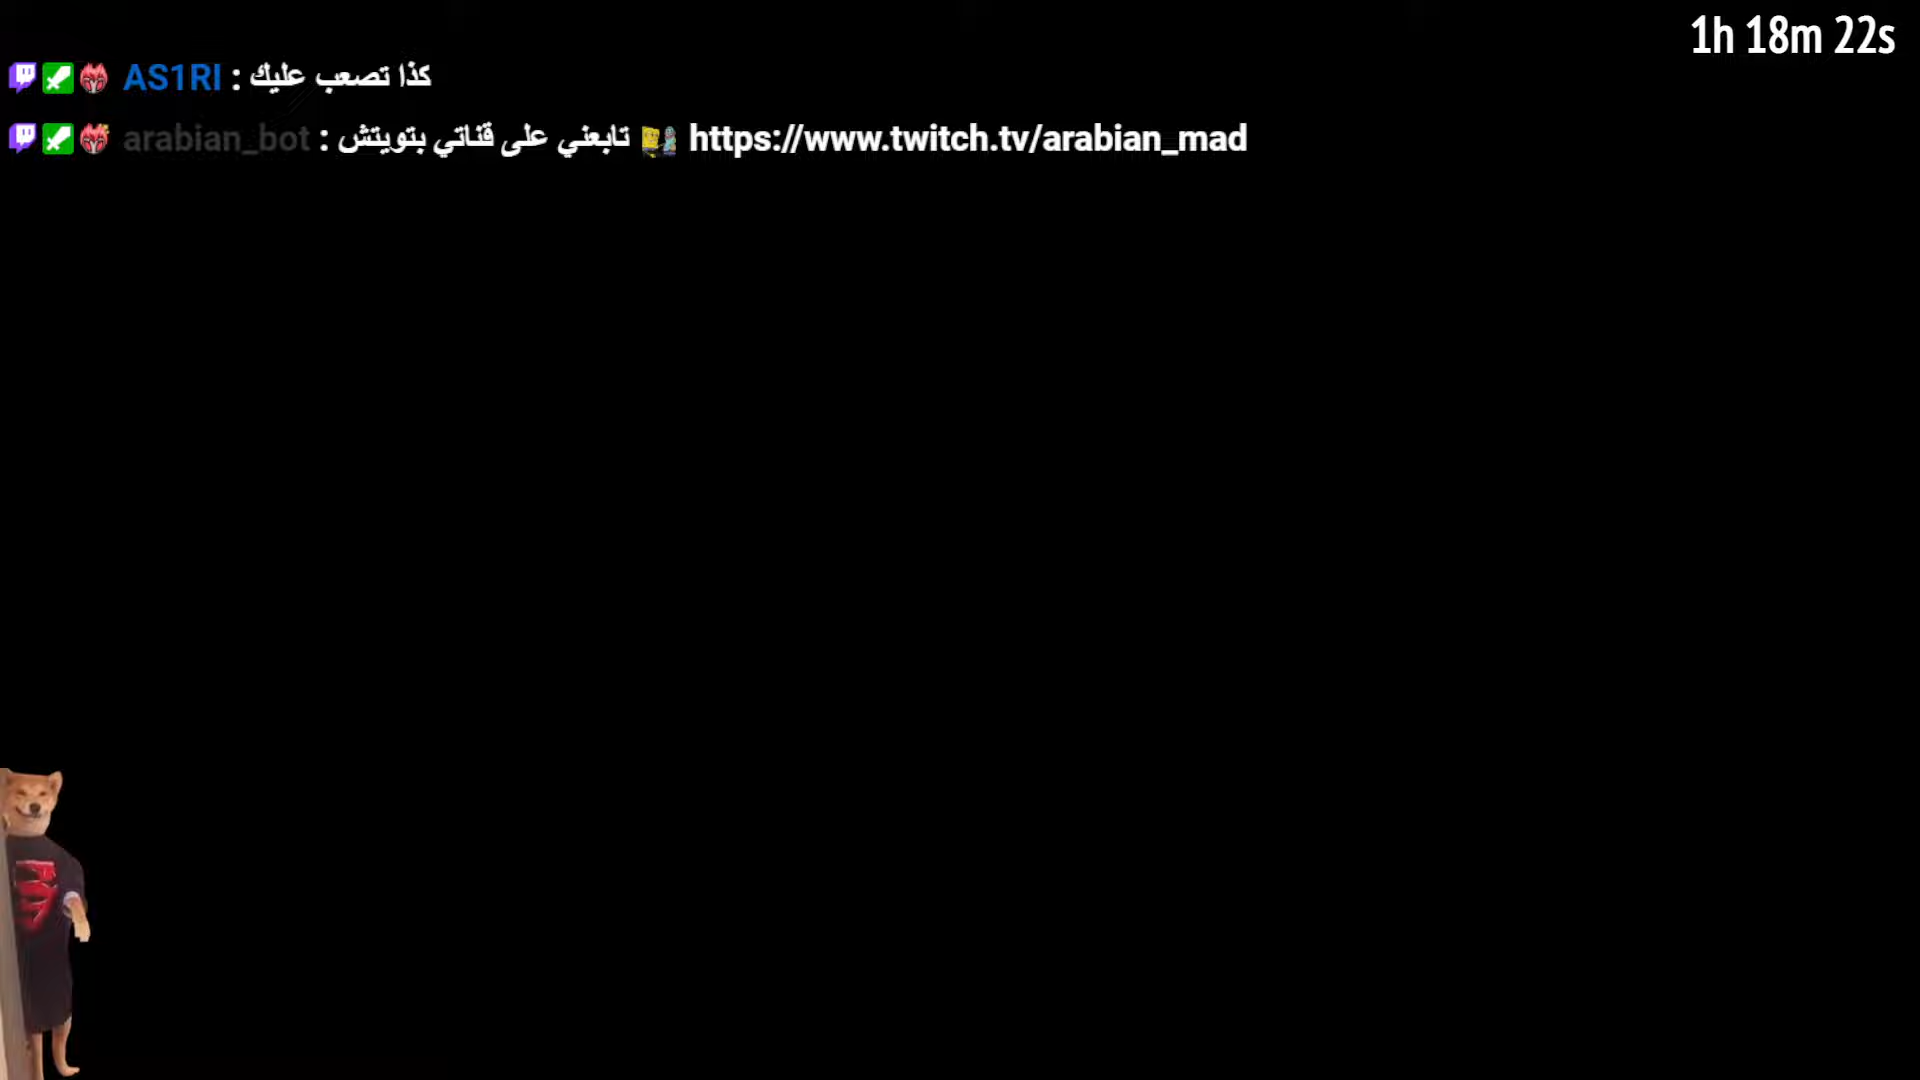 1h 18m 22s
AS1RI : كذا تصعب عليك
arabian_bot : تابعني على قناتي بتويتش https://www.twitch.tv/arabian_mad